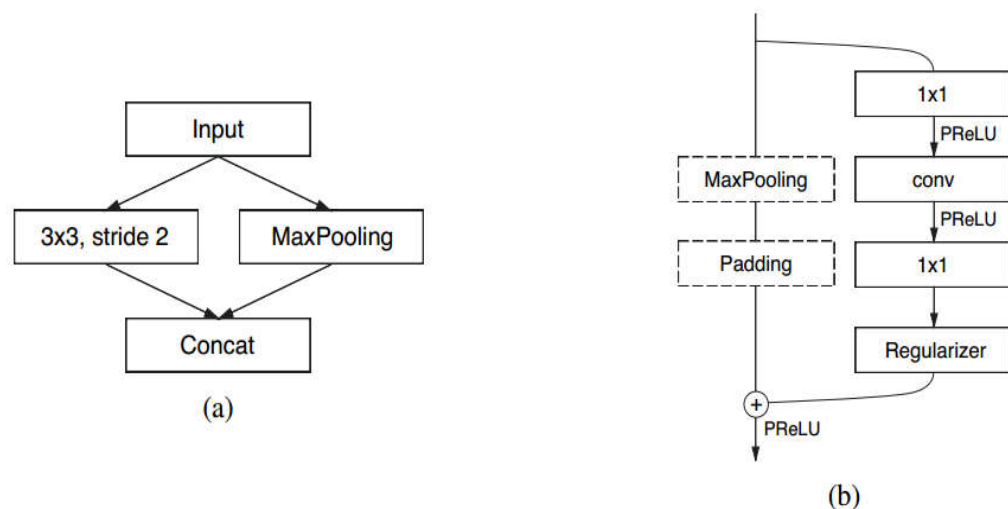 Input
3x3, stride 2
MaxPooling
Concat
(a)
1x1
PReLU
MaxPooling
conv
PReLU
Padding
1x1
Regularizer
+
PReLU
(b)